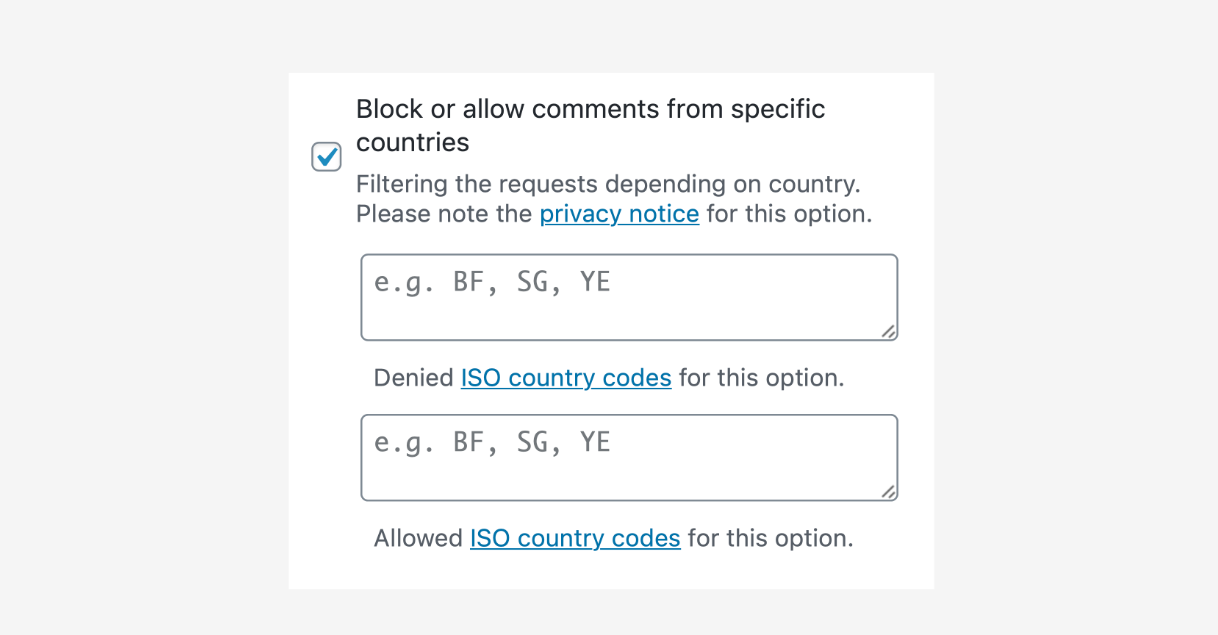 Block or allow comments from specific
countries
Filtering the requests depending on country.
Please note the privacy notice for this option.
e.g. BF, SG, YE
Denied ISO country codes for this option.
e.g. BF, SG, YE
Allowed ISO country codes for this option.